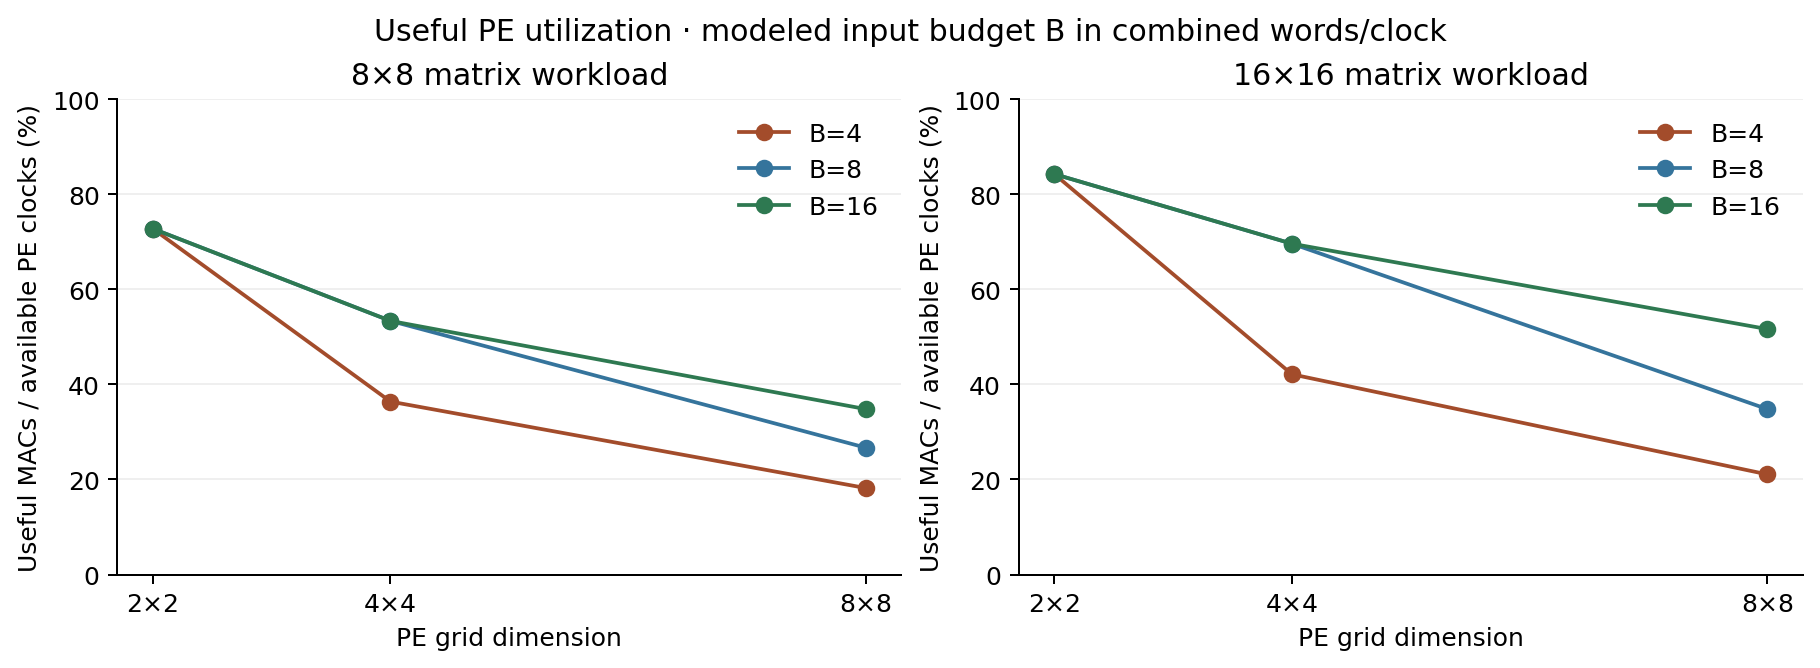 Useful PE utilization · modeled input budget B in combined words/clock
8×8 matrix workload
Useful MACs / available PE clocks (%)
100
80
60
40
20
0
B=4
B=8
B=16
2×2
4×4
8×8
PE grid dimension
16×16 matrix workload
Useful MACs / available PE clocks (%)
100
80
60
40
20
0
B=4
B=8
B=16
2×2
4×4
8×8
PE grid dimension